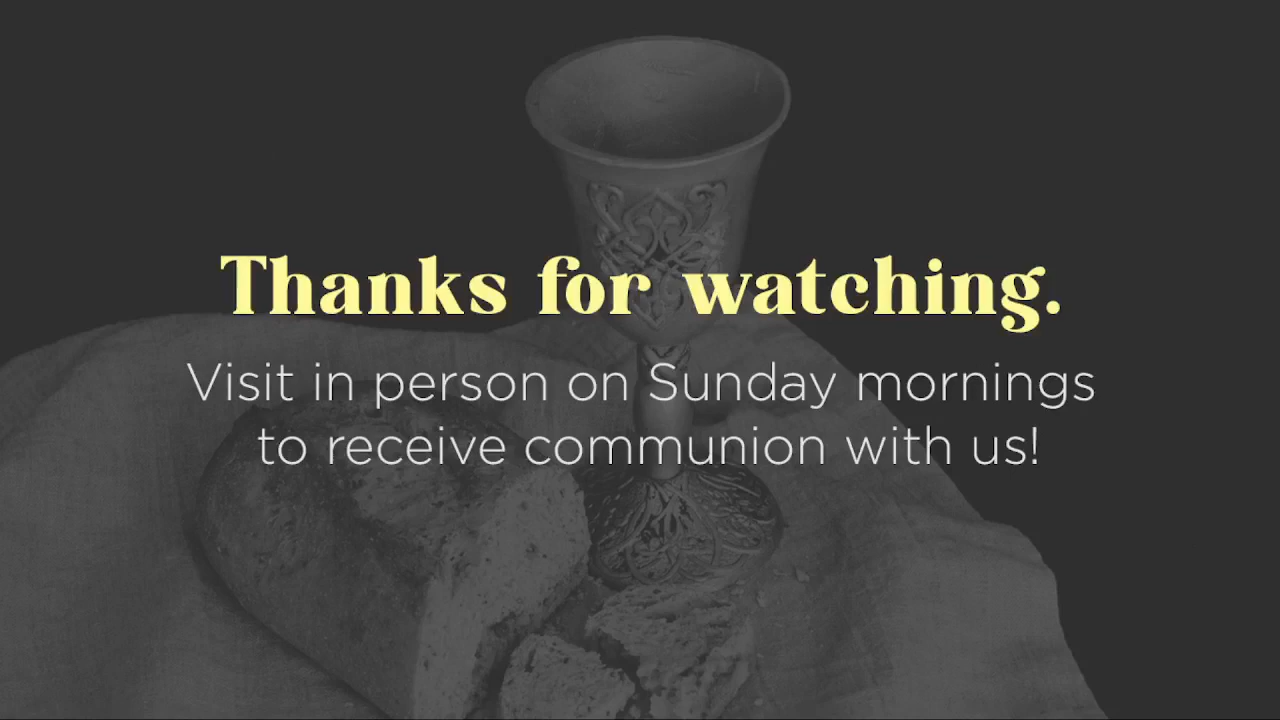 Thanks for watching.
Visit in person on Sunday mornings
to receive communion with us!